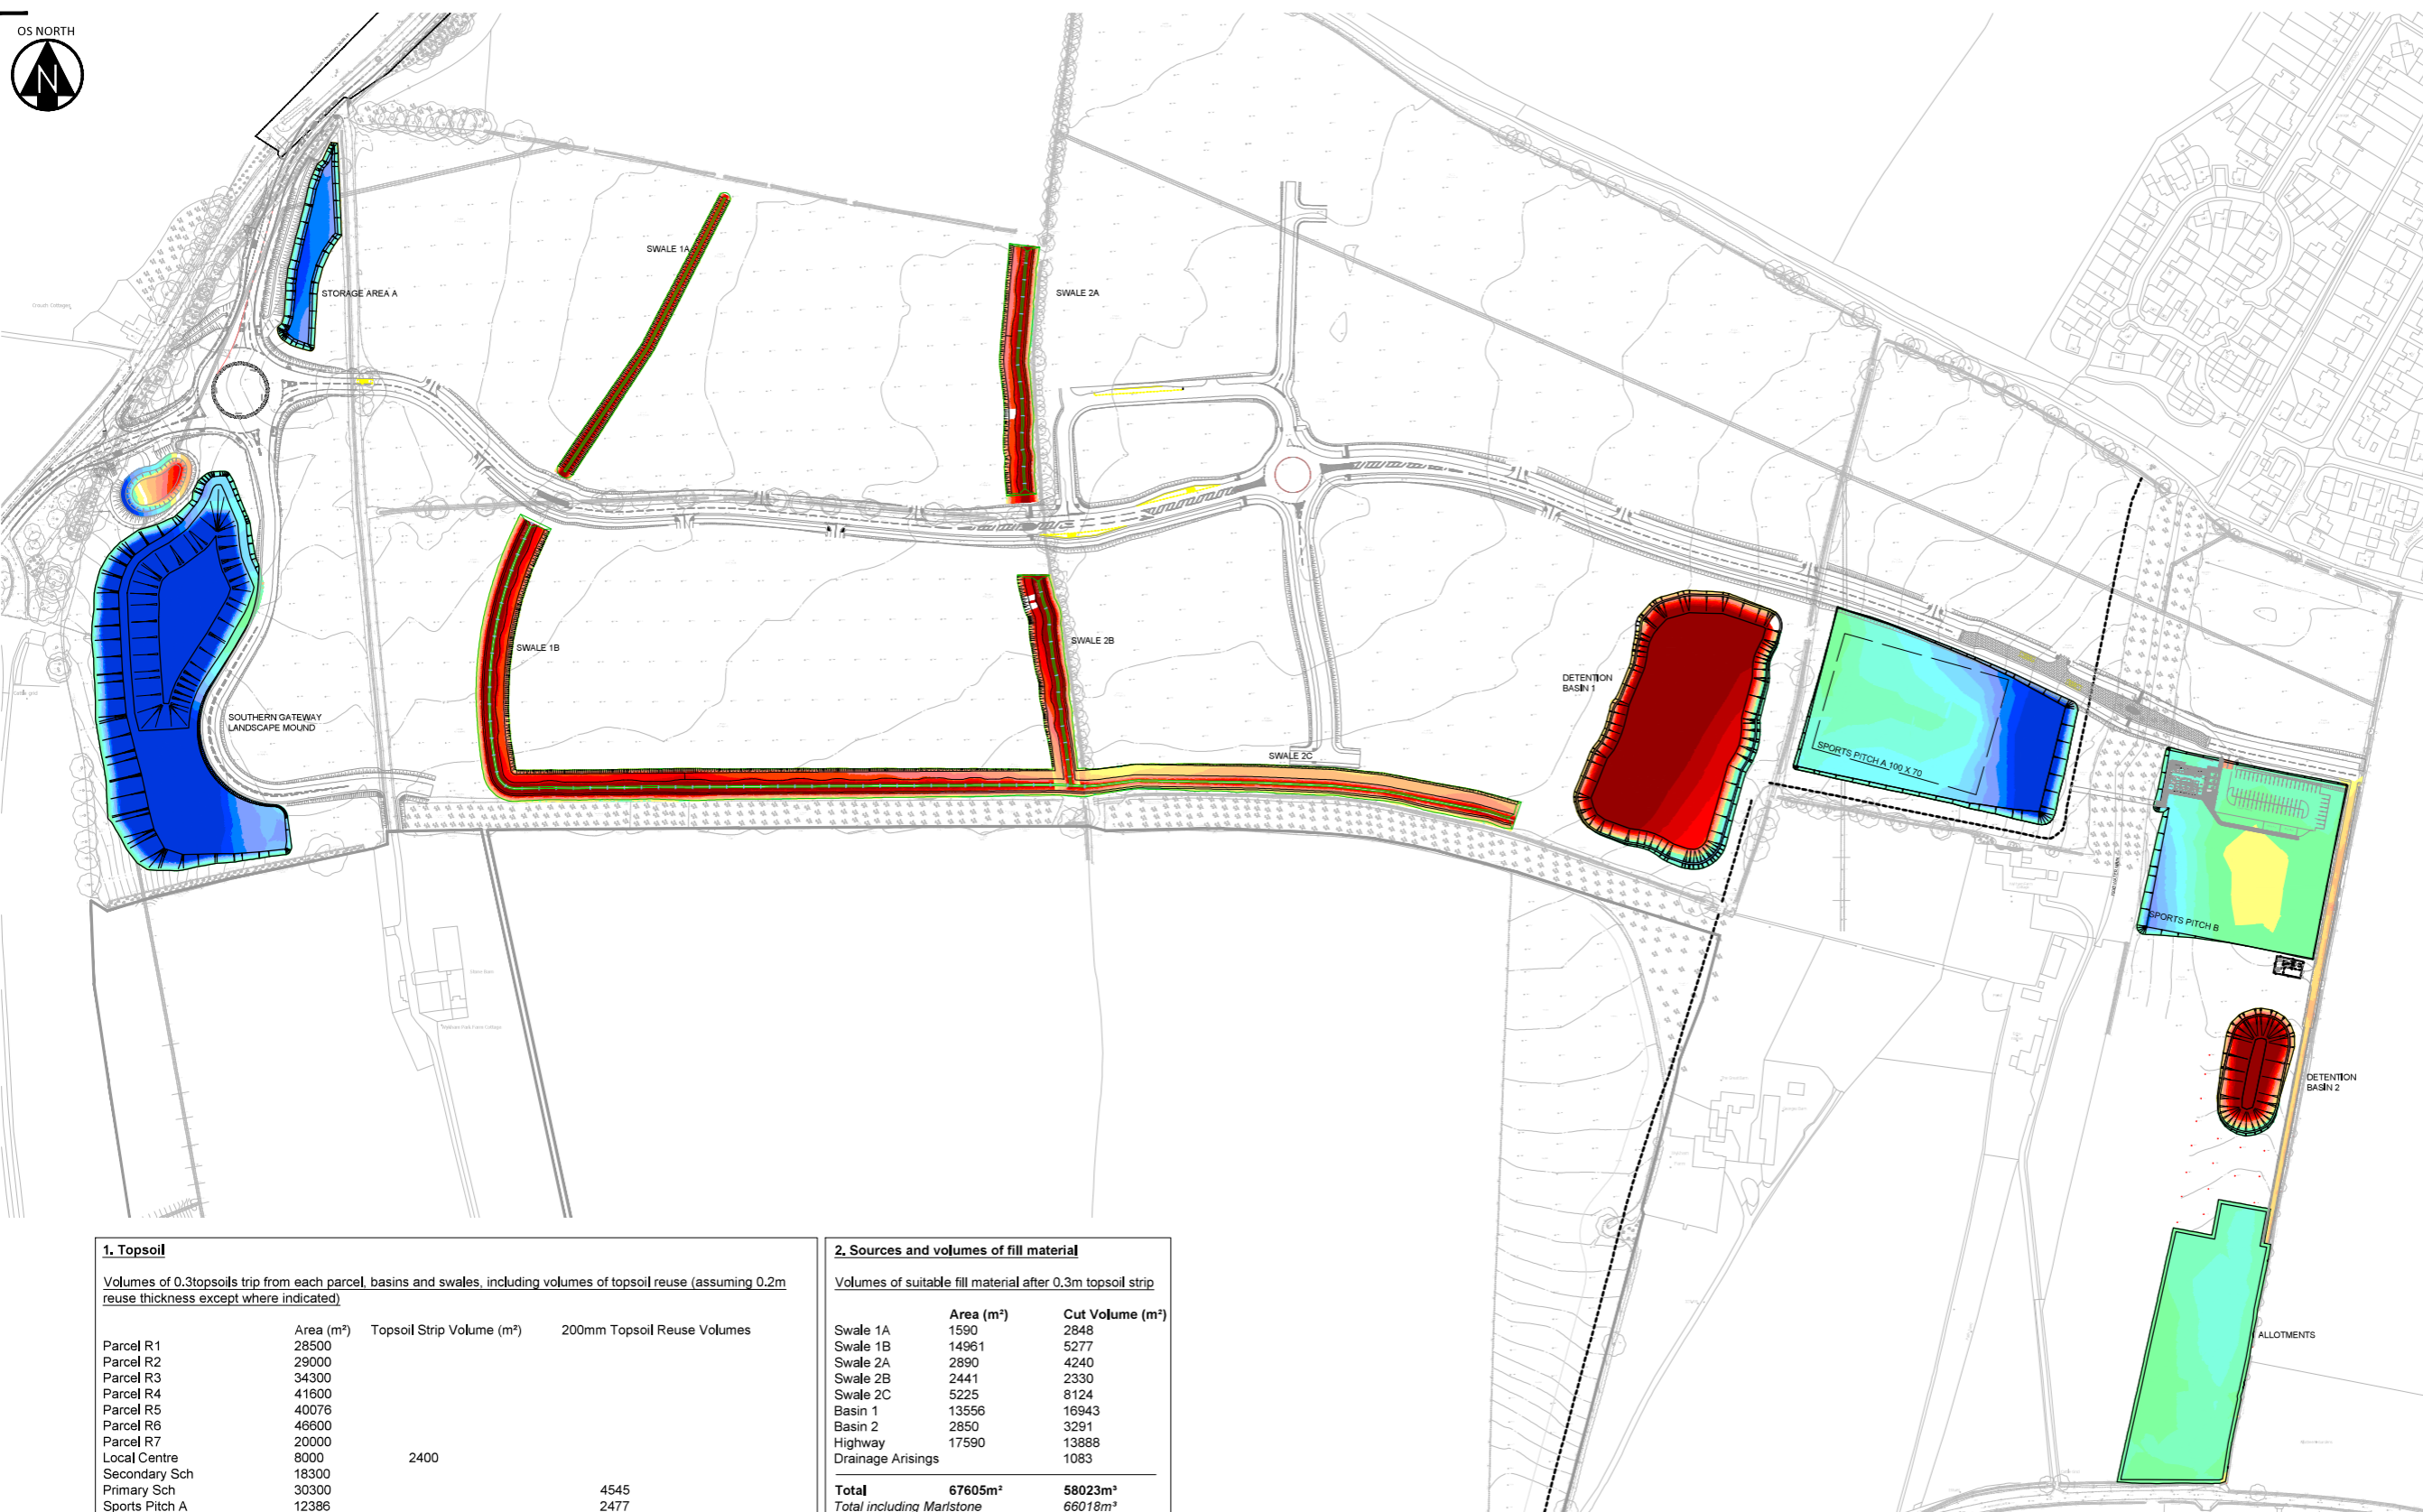 OS NORTH
N
STORAGE AREA A
SWALE 1A
SWALE 2A
SWALE 1B
SWALE 2B
SOUTHERN GATEWAY
LANDSCAPE MOUND
SWALE 2C
DETENTION
BASIN 1
SPORTS PITCH A 100 X 70
SPORTS PITCH B
DETENTION
BASIN 2
ALLOTMENTS
1. Topsoil
Volumes of 0.3topsoils trip from each parcel, basins and swales, including volumes of topsoil reuse (assuming 0.2m
reuse thickness except where indicated)
Area (m²) Topsoil Strip Volume (m²) 200mm Topsoil Reuse Volumes
Parcel R1 28500
Parcel R2 29000
Parcel R3 34300
Parcel R4 41600
Parcel R5 40076
Parcel R6 46600
Parcel R7 20000
Local Centre 8000 2400
Secondary Sch 18300
Primary Sch 30300 4545
Sports Pitch A 12386 2477
2. Sources and volumes of fill material
Volumes of suitable fill material after 0.3m topsoil strip
Area (m²) Cut Volume (m²)
Swale 1A 1590 2848
Swale 1B 14961 5277
Swale 2A 2890 4240
Swale 2B 2441 2330
Swale 2C 5225 8124
Basin 1 13556 16943
Basin 2 2850 3291
Highway 17590 13888
Drainage Arisings 1083
Total 67605m² 58023m³
Total including Marlstone 66018m³